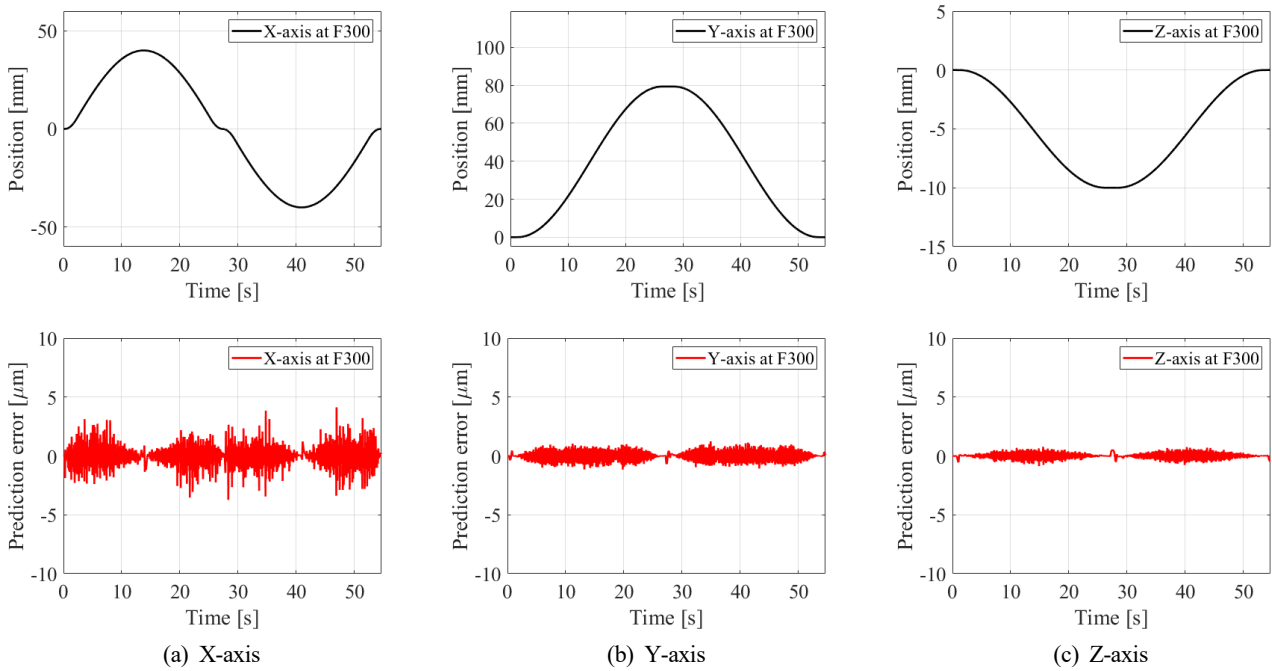 X-axis at F300
Position [mm]
50
0
-50
0 10 20 30 40 50
Time [s]
Y-axis at F300
Position [mm]
100
80
60
40
20
0
0 10 20 30 40 50
Time [s]
Z-axis at F300
Position [mm]
5
0
-5
-10
-15
0 10 20 30 40 50
Time [s]
X-axis at F300
Prediction error [μm]
10
5
0
-5
-10
0 10 20 30 40 50
Time [s]
Y-axis at F300
Prediction error [μm]
10
5
0
-5
-10
0 10 20 30 40 50
Time [s]
Z-axis at F300
Prediction error [μm]
10
5
0
-5
-10
0 10 20 30 40 50
Time [s]
(a) X-axis
(b) Y-axis
(c) Z-axis